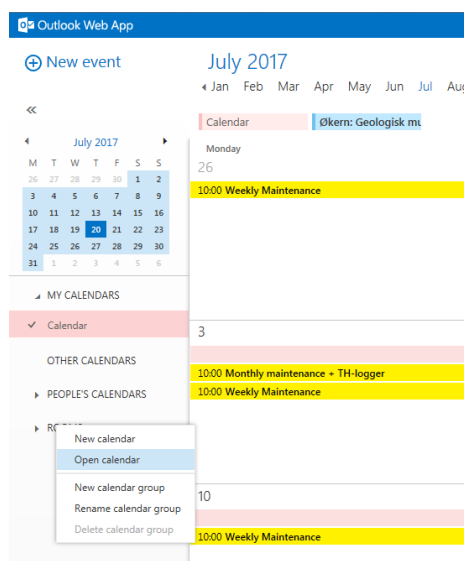 Outlook Web App
New event
July 2017
Jan Feb Mar Apr May Jun Jul Aug
Calendar Økern: Geologisk mu
July 2017
M T W T F S S
26 27 28 29 30 1 2
3 4 5 6 7 8 9
10 11 12 13 14 15 16
17 18 19 20 21 22 23
24 25 26 27 28 29 30
31 1 2 3 4 5 6
MY CALENDARS
Calendar
OTHER CALENDARS
PEOPLE'S CALENDARS
New calendar
Open calendar
New calendar group
Rename calendar group
Delete calendar group
Monday
26
10:00 Weekly Maintenance
3
10:00 Monthly maintenance + TH-logger
10:00 Weekly Maintenance
10
10:00 Weekly Maintenance